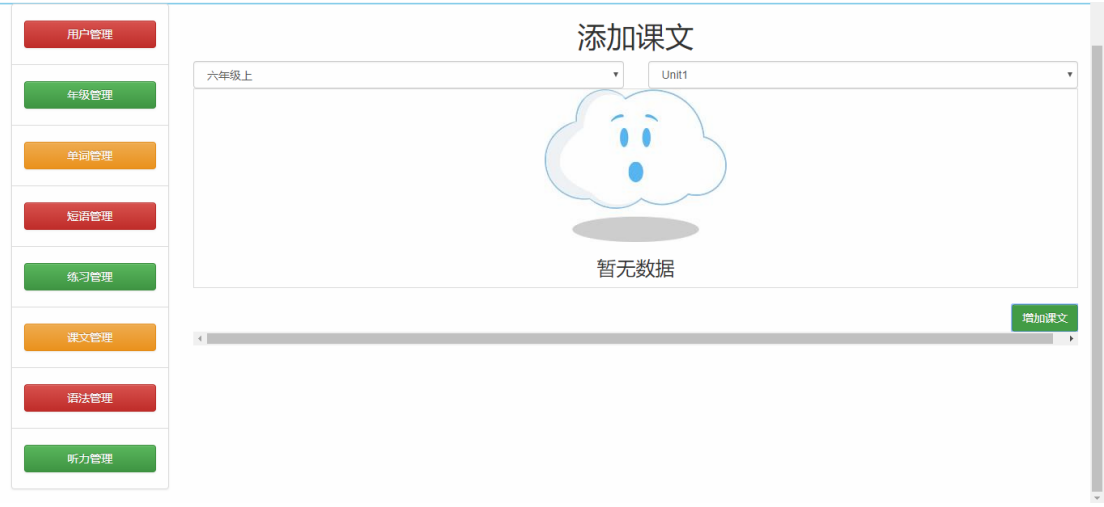 用户管理
年级管理
单词管理
短语管理
练习管理
课文管理
语法管理
听力管理
添加课文
六年级上
Unit1
暂无数据
增加课文